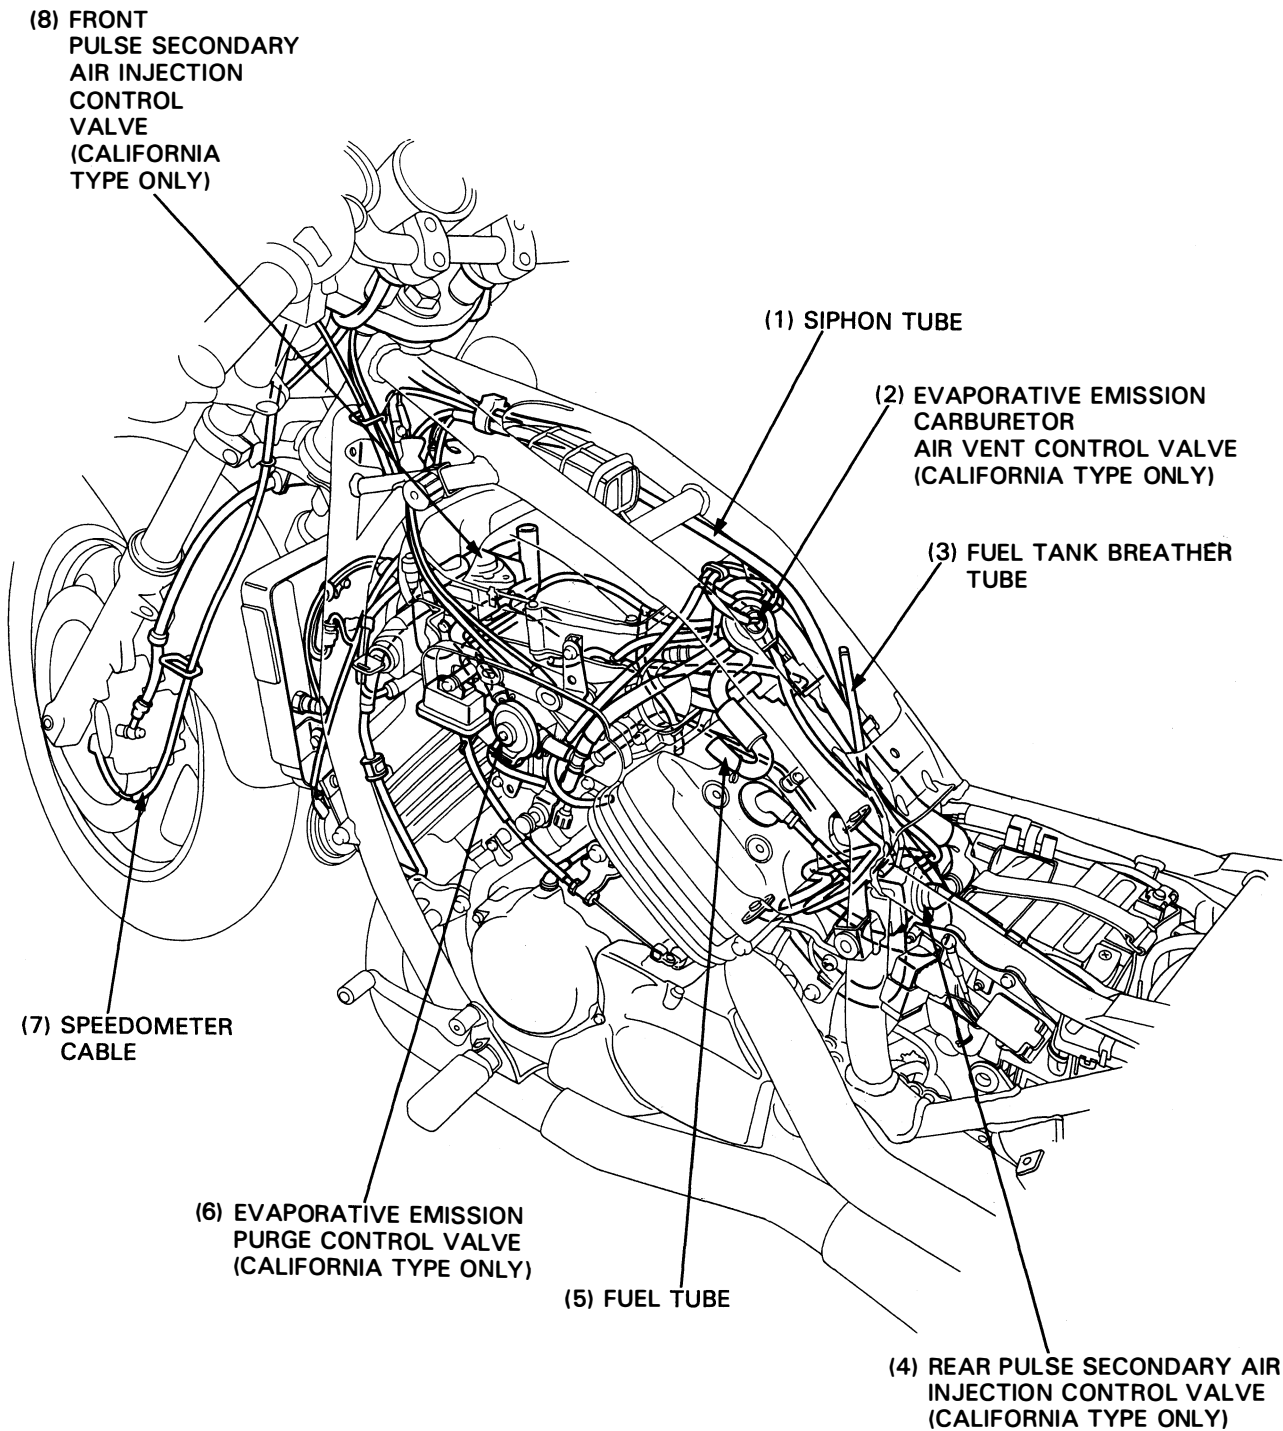 (8) FRONT
PULSE SECONDARY
AIR INJECTION
CONTROL
VALVE
(CALIFORNIA
TYPE ONLY)
(1) SIPHON TUBE
(2) EVAPORATIVE EMISSION
CARBURETOR
AIR VENT CONTROL VALVE
(CALIFORNIA TYPE ONLY)
(3) FUEL TANK BREATHER
TUBE
(7) SPEEDOMETER
CABLE
(6) EVAPORATIVE EMISSION
PURGE CONTROL VALVE
(CALIFORNIA TYPE ONLY)
(5) FUEL TUBE
(4) REAR PULSE SECONDARY AIR
INJECTION CONTROL VALVE
(CALIFORNIA TYPE ONLY)